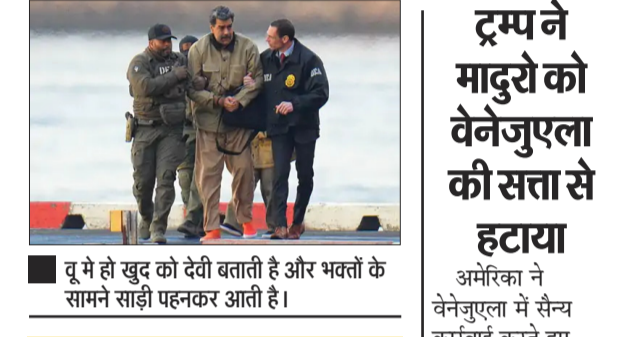 वू मे हो खुद को देवी बताती है और भक्तों के
सामने साड़ी पहनकर आती है।
ट्रम्प ने
मादुरो को
वेनेजुएला
की सत्ता से
हटाया
अमेरिका ने
वेनेजुएला में सैन्य